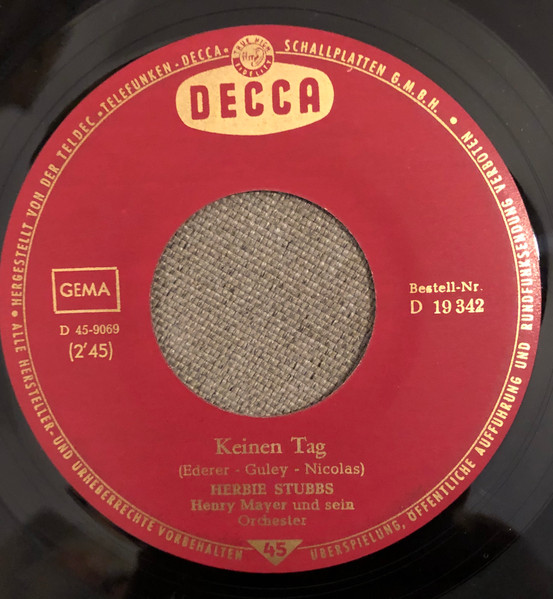 • HERGESTELLT VON DER TELDEC • TELEFUNKEN - DECCA • SCHALLPLATTEN G.M.B.H. •
DECCA
GEMA
D 45-9069
(2'45)
Bestell-Nr.
D 19 342
Keinen Tag
(Ederer - Guley - Nicolas)
HERBIE STUBBS
Henry Mayer und sein
Orchester
ALLE HERSTELLER- UND URHEBERRECHTE VORBEHALTEN
45
ÜBERSPIELUNG, ÖFFENTLICHE AUFFÜHRUNG UND RUNDFUNKSENDUNG VERBOTEN